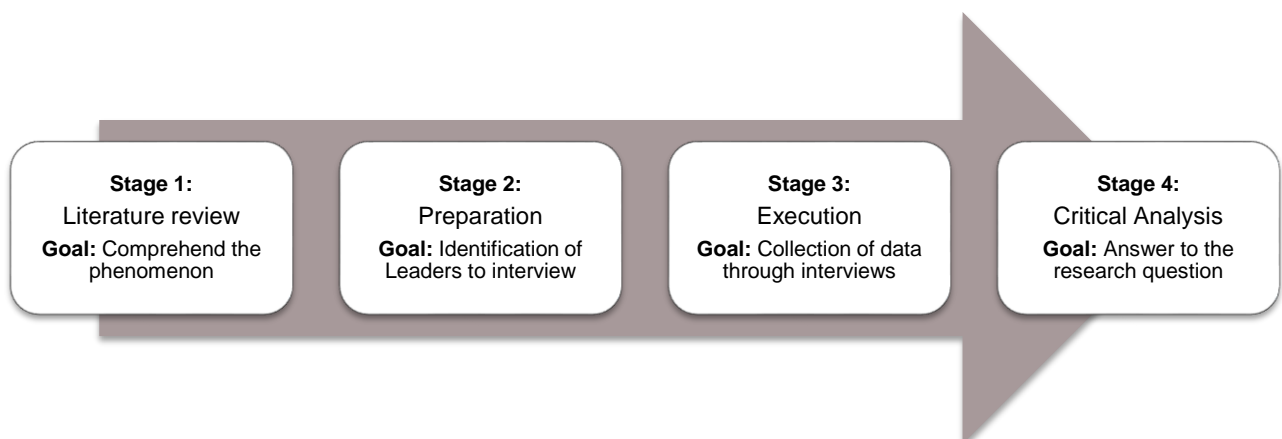 Stage 1:
Literature review
Goal: Comprehend the
phenomenon
Stage 2:
Preparation
Goal: Identification of
Leaders to interview
Stage 3:
Execution
Goal: Collection of data
through interviews
Stage 4:
Critical Analysis
Goal: Answer to the
research question